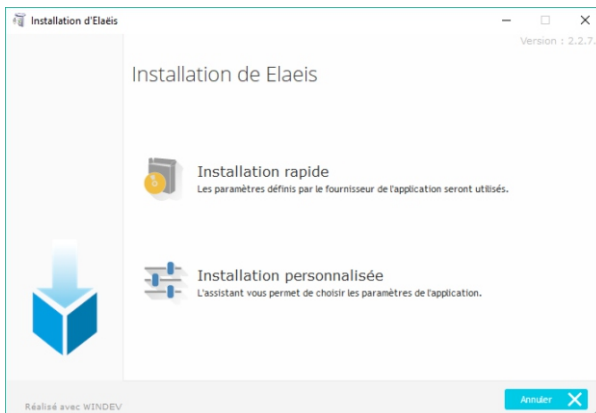 Installation d'Elaëis
Version : 2.2.7.
Installation de Elaeis
Installation rapide
Les paramètres définis par le fournisseur de l'application seront utilisés.
Installation personnalisée
L'assistant vous permet de choisir les paramètres de l'application.
Réalisé avec WINDEV
Annuler